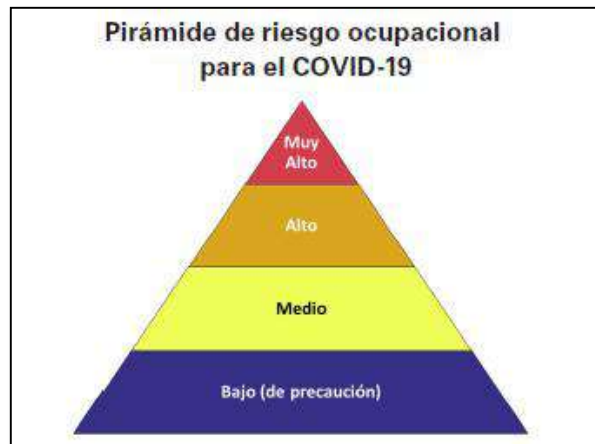 Pirámide de riesgo ocupacional
para el COVID-19
Muy
Alto
Alto
Medio
Bajo (de precaución)